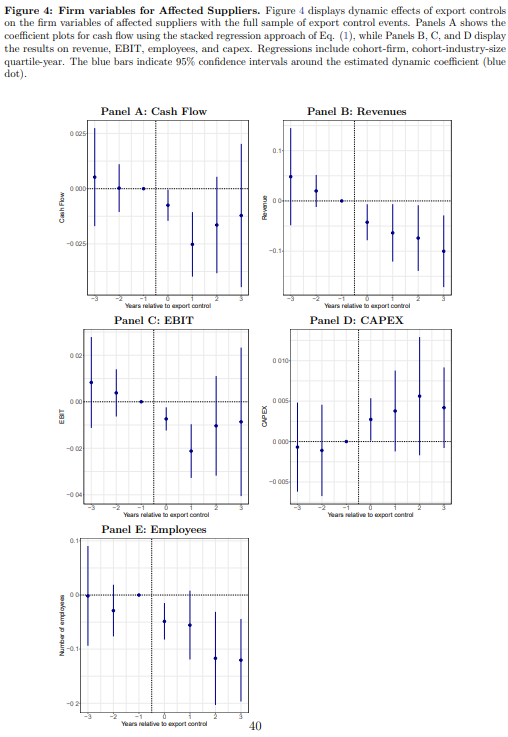 Figure 4: Firm variables for Affected Suppliers. Figure 4 displays dynamic effects of export controls
on the firm variables of affected suppliers with the full sample of export control events. Panels A shows the
coefficient plots for cash flow using the stacked regression approach of Eq. (1), while Panels B, C, and D display
the results on revenue, EBIT, employees, and capex. Regressions include cohort-firm, cohort-industry-size
quartile-year. The blue bars indicate 95% confidence intervals around the estimated dynamic coefficient (blue
dot).
Panel A: Cash Flow
0.025
0.000
−0.025
Cash Flow
−3 −2 −1 0 1 2 3
Years relative to export control
Panel B: Revenues
0.1
0.0
−0.1
Revenue
−3 −2 −1 0 1 2 3
Years relative to export control
Panel C: EBIT
0.02
0.00
−0.02
−0.04
EBIT
−3 −2 −1 0 1 2 3
Years relative to export control
Panel D: CAPEX
0.010
0.005
0.000
−0.005
CAPEX
−3 −2 −1 0 1 2 3
Years relative to export control
Panel E: Employees
0.1
0.0
−0.1
−0.2
Number of employees
−3 −2 −1 0 1 2 3
Years relative to export control
40